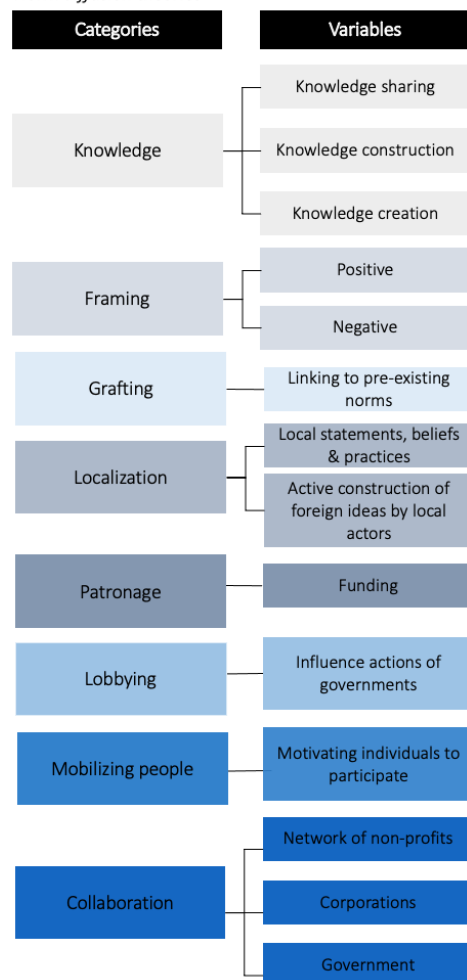 Categories
Variables
Knowledge
Knowledge sharing
Knowledge construction
Knowledge creation
Framing
Positive
Negative
Grafting
Linking to pre-existing
norms
Localization
Local statements, beliefs
& practices
Active construction of
foreign ideas by local
actors
Patronage
Funding
Lobbying
Influence actions of
governments
Mobilizing people
Motivating individuals to
participate
Collaboration
Network of non-profits
Corporations
Government